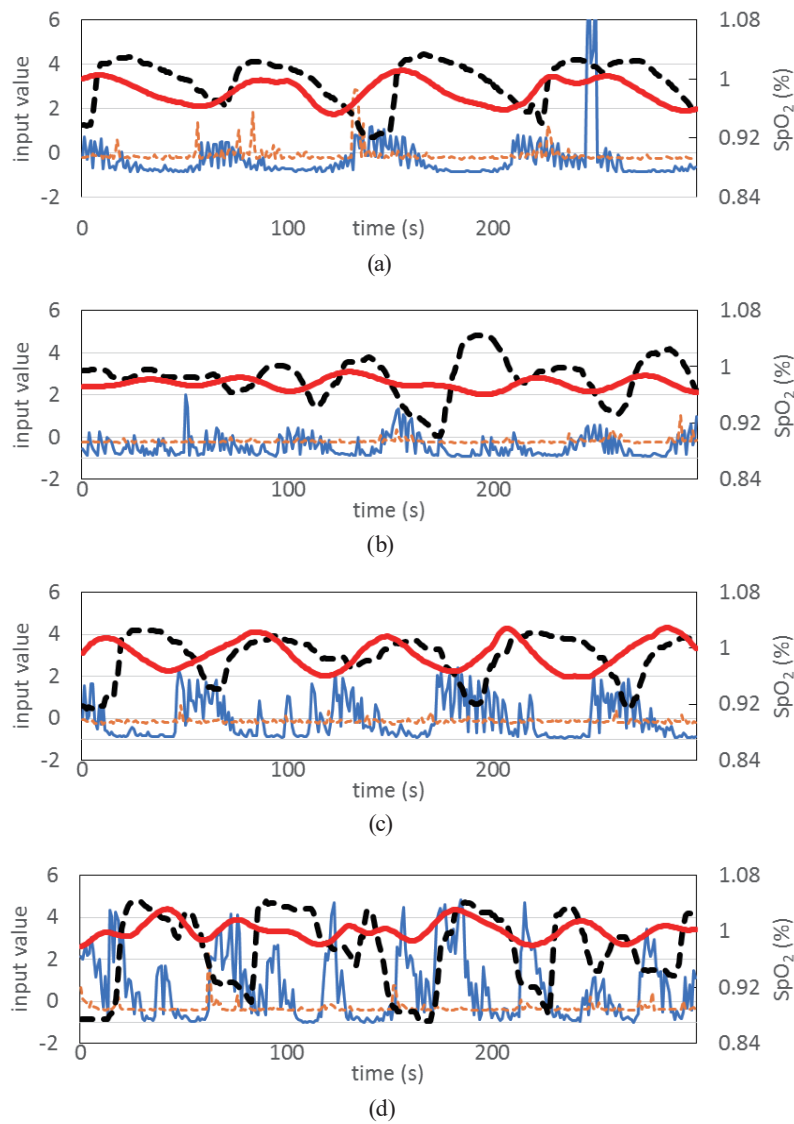 6 1.08
4 1
2
0 0.92
-2 0.84
input value
SpO2 (%)
0 100 time (s) 200
(a)
6 1.08
4 1
2 0.92
0
-2 0.84
input value
SpO2 (%)
0 100 200
time (s)
(b)
6 1.08
4 1
2
0 0.92
-2 0.84
input value
SpO2 (%)
0 100 200
time (s)
(c)
6 1.08
4 1
2
0 0.92
-2 0.84
input value
SpO2 (%)
0 100 200
time (s)
(d)